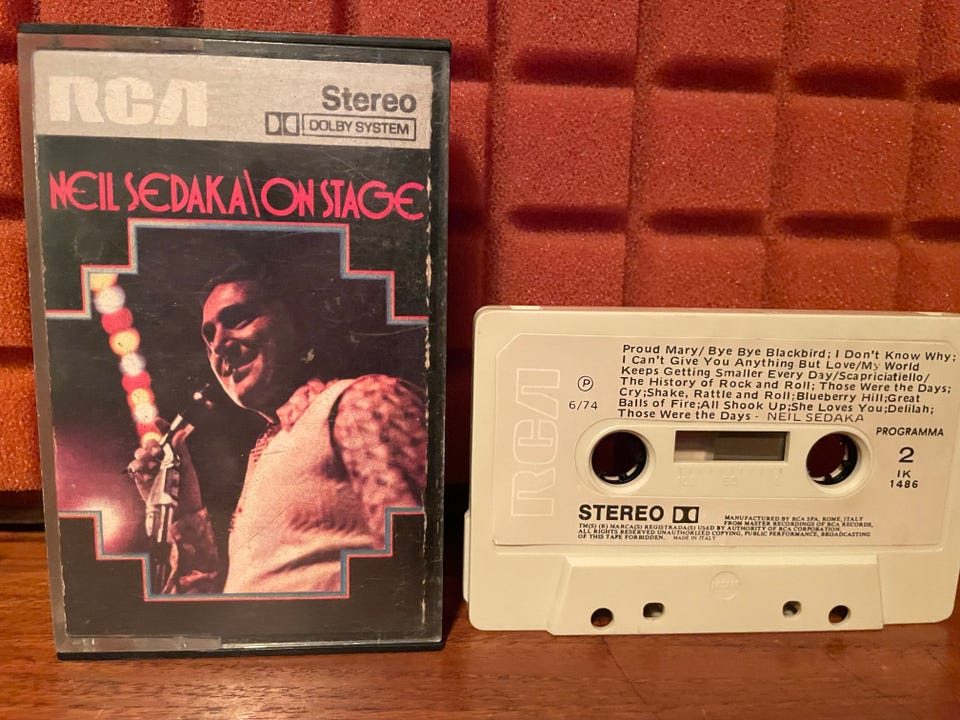 RCA
Stereo
DOLBY SYSTEM
NEIL SEDAKA\ON STAGE
Proud Mary/ Bye Bye Blackbird; I Don't Know Why;
I Can't Give You Anything But Love/My World
Keeps Getting Smaller Every Day/Scapriciatiello/
The History of Rock and Roll; Those Were the Days;
Cry;Shake, Rattle and Roll;Blueberry Hill;Great
Balls of Fire;All Shook Up;She Loves You;Delilah;
Those Were the Days - NEIL SEDAKA
P
6/74
RCA
PROGRAMMA
2
IK
1486
100 50
STEREO
MANUFACTURED BY RCA SPA, ROME, ITALY
FROM MASTER RECORDINGS OF RCA RECORDS,
TM(S) (R) MARCA(S) REGISTRADA(S) USED BY AUTHORITY OF RCA CORPORATION.
ALL RIGHTS RESERVED UNAUTHORIZED COPYING, PUBLIC PERFORMANCE, BROADCASTING
OF THIS TAPE FORBIDDEN. MADE IN ITALY